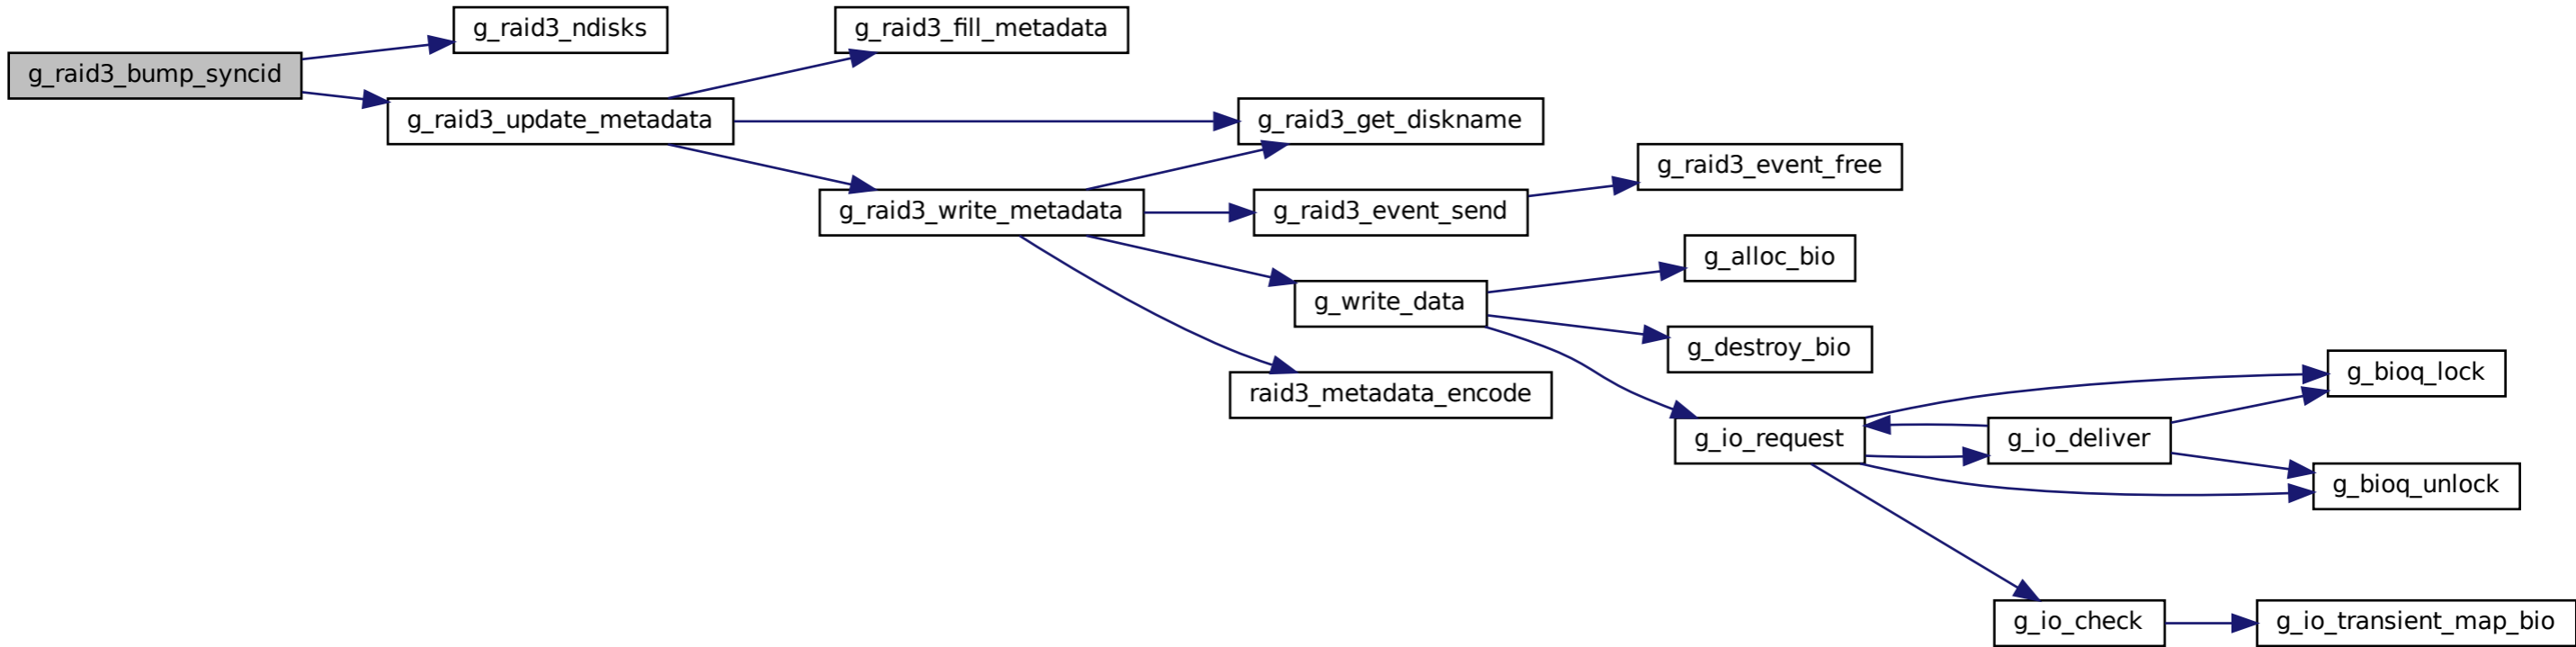 g_raid3_bump_syncid
g_raid3_ndisks
g_raid3_update_metadata
g_raid3_fill_metadata
g_raid3_get_diskname
g_raid3_write_metadata
g_raid3_event_send
g_raid3_event_free
g_write_data
g_alloc_bio
g_destroy_bio
raid3_metadata_encode
g_io_request
g_io_deliver
g_bioq_lock
g_bioq_unlock
g_io_check
g_io_transient_map_bio